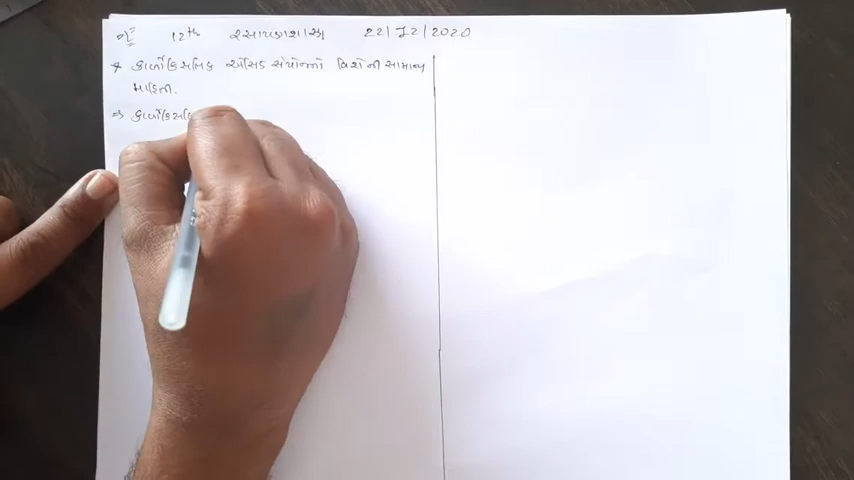 12th રસાયણશાસ્ત્ર 22/12/2020
* કાર્બોક્સિલિક એસિડ સંયોજનો વિશેની સામાન્ય
માહિતી.
⇒ કાર્બોક્સિ